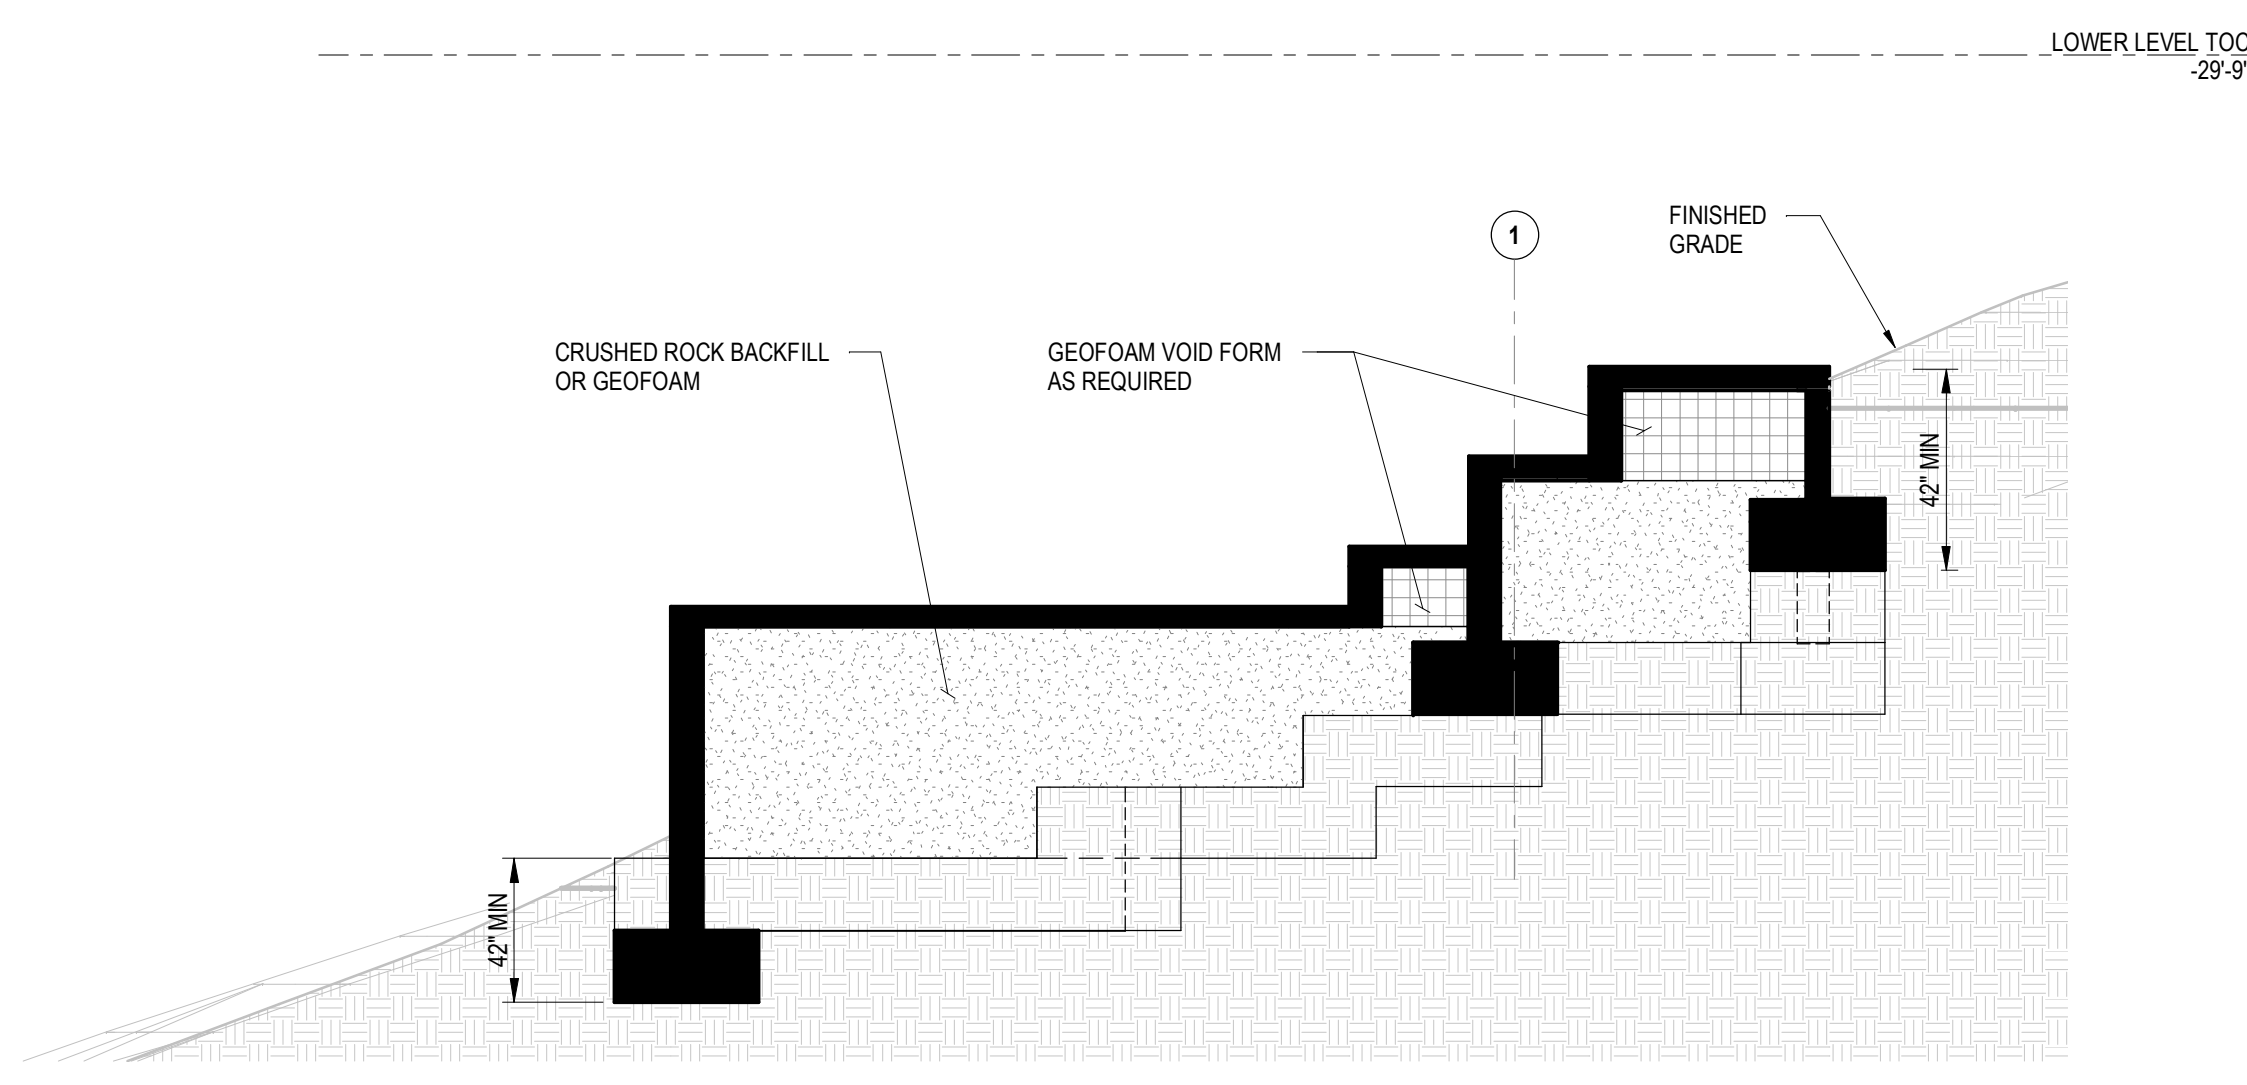 LOWER LEVEL TOC
-29'-9"
1
FINISHED
GRADE
CRUSHED ROCK BACKFILL
OR GEOFOAM
GEOFOAM VOID FORM
AS REQUIRED
42" MIN
42" MIN